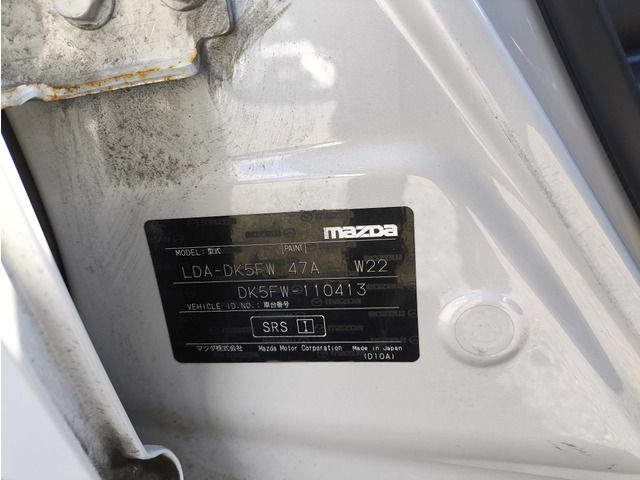 mazda
MODEL:型式 PAINT
LDA-DK5FW 47A W22
DK5FW-110413
VEHICLE ID.NO.:車台番号
SRS I
マツダ株式会社 Mazda Motor Corporation Made in Japan
(D10A)